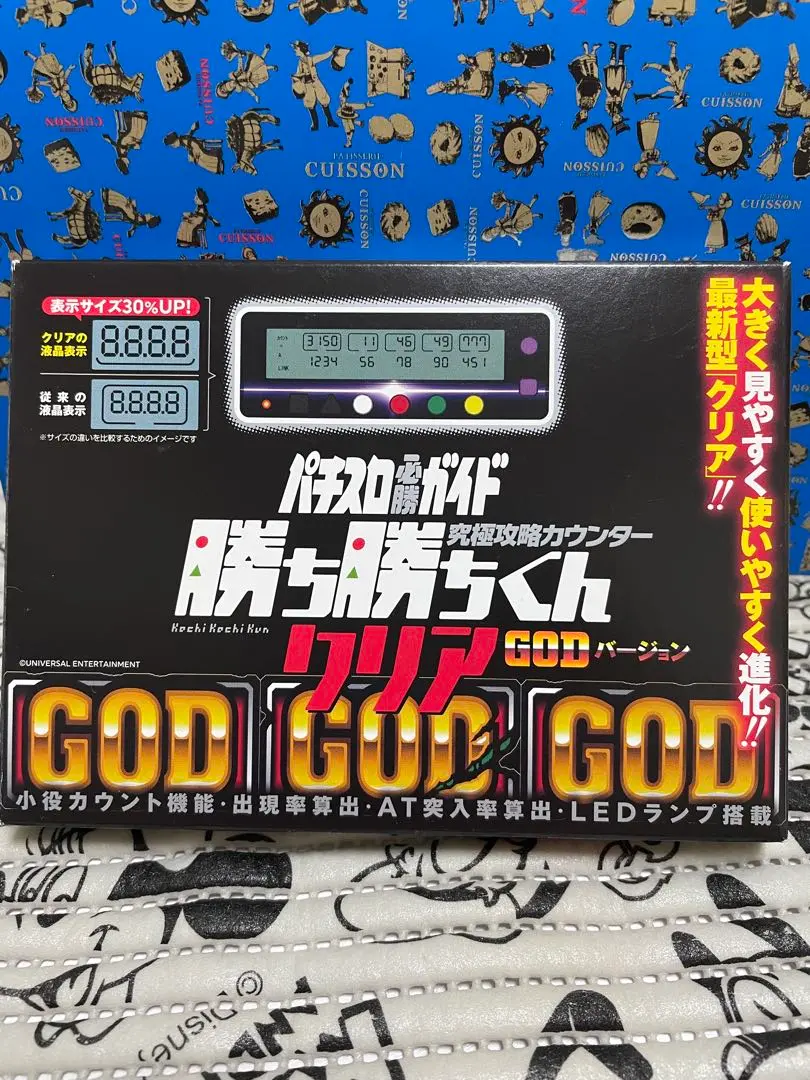 CUISSON
PATISSERIE
CUISSON
CUISSON
CUISSON
CUISSON
CUISSON
表示サイズ30%UP!
クリアの
液晶表示
8.8.8.8
従来の
液晶表示
8.8.8.8
※サイズの違いを比較するためのイメージです
3150 11 46 49 777
1234 56 78 90 451
LINK
大きく見やすく使いやすく進化!!
最新型「クリア」!!
パチスロ必勝ガイド
究極攻略カウンター
勝ち勝ちくん
Kachi Kachi Kun
クリア GODバージョン
©UNIVERSAL ENTERTAINMENT
GOD GOD GOD
小役カウント機能・出現率算出・AT突入率算出・LEDランプ搭載
©Disney